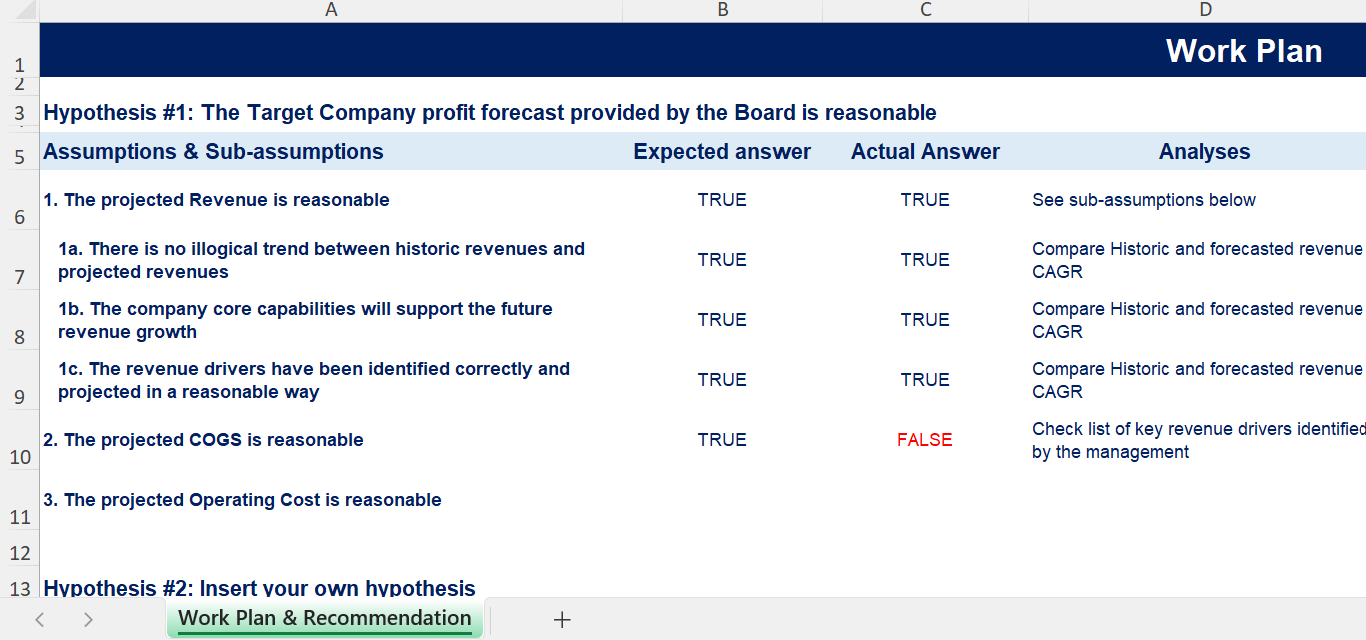 A B C D
1 Work Plan
2
3 Hypothesis #1: The Target Company profit forecast provided by the Board is reasonable
5 Assumptions & Sub-assumptions Expected answer Actual Answer Analyses
6 1. The projected Revenue is reasonable TRUE TRUE See sub-assumptions below
1a. There is no illogical trend between historic revenues and
projected revenues
7 TRUE TRUE Compare Historic and forecasted revenue
CAGR
1b. The company core capabilities will support the future
revenue growth
8 TRUE TRUE Compare Historic and forecasted revenue
CAGR
1c. The revenue drivers have been identified correctly and
projected in a reasonable way
9 TRUE TRUE Compare Historic and forecasted revenue
CAGR
10 2. The projected COGS is reasonable TRUE FALSE Check list of key revenue drivers identified
by the management
11 3. The projected Operating Cost is reasonable
12
13 Hypothesis #2: Insert your own hypothesis
Work Plan & Recommendation